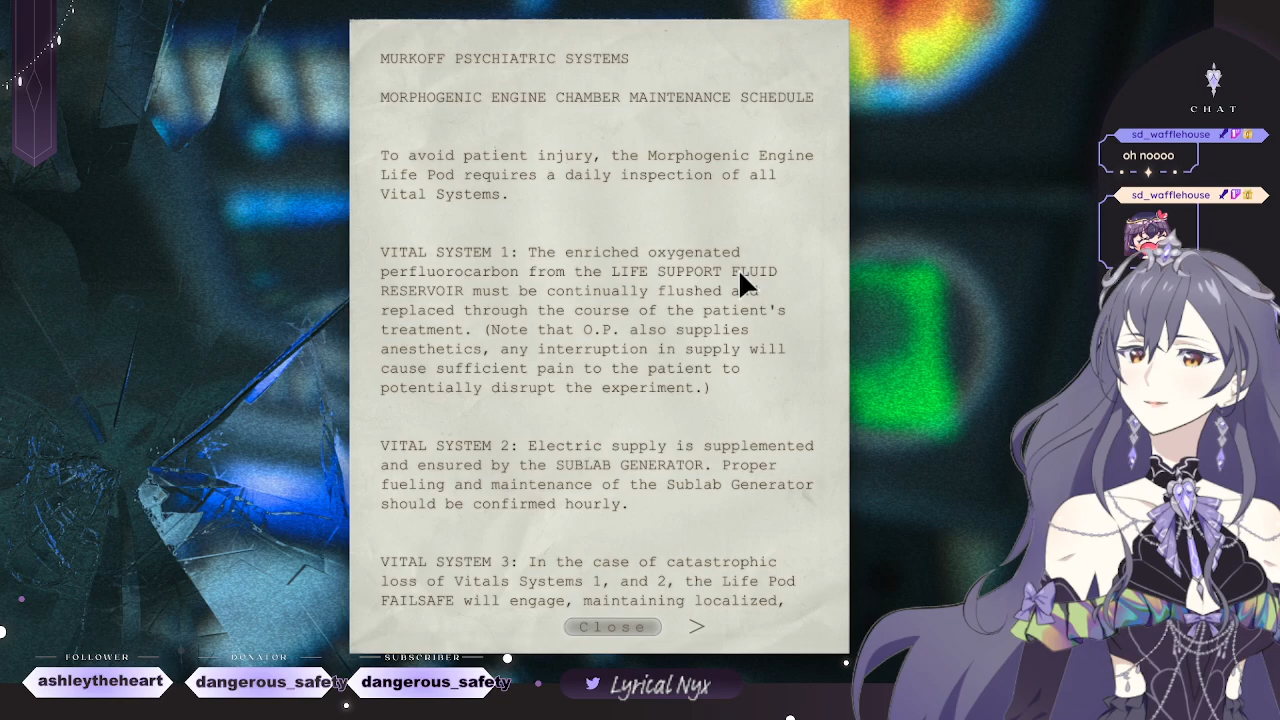 MURKOFF PSYCHIATRIC SYSTEMS
MORPHOGENIC ENGINE CHAMBER MAINTENANCE SCHEDULE
To avoid patient injury, the Morphogenic Engine
Life Pod requires a daily inspection of all
Vital Systems.
VITAL SYSTEM 1: The enriched oxygenated
perfluorocarbon from the LIFE SUPPORT FLUID
RESERVOIR must be continually flushed and
replaced through the course of the patient's
treatment. (Note that O.P. also supplies
anesthetics, any interruption in supply will
cause sufficient pain to the patient to
potentially disrupt the experiment.)
VITAL SYSTEM 2: Electric supply is supplemented
and ensured by the SUBLAB GENERATOR. Proper
fueling and maintenance of the Sublab Generator
should be confirmed hourly.
VITAL SYSTEM 3: In the case of catastrophic
loss of Vitals Systems 1, and 2, the Life Pod
FAILSAFE will engage, maintaining localized,
Close >
CHAT
sd_wafflehouse
oh noooo
sd_wafflehouse
FOLLOWER
ashleytheheart
DONATOR
dangerous_safety
SUBSCRIBER
dangerous_safety
Lyrical Nyx